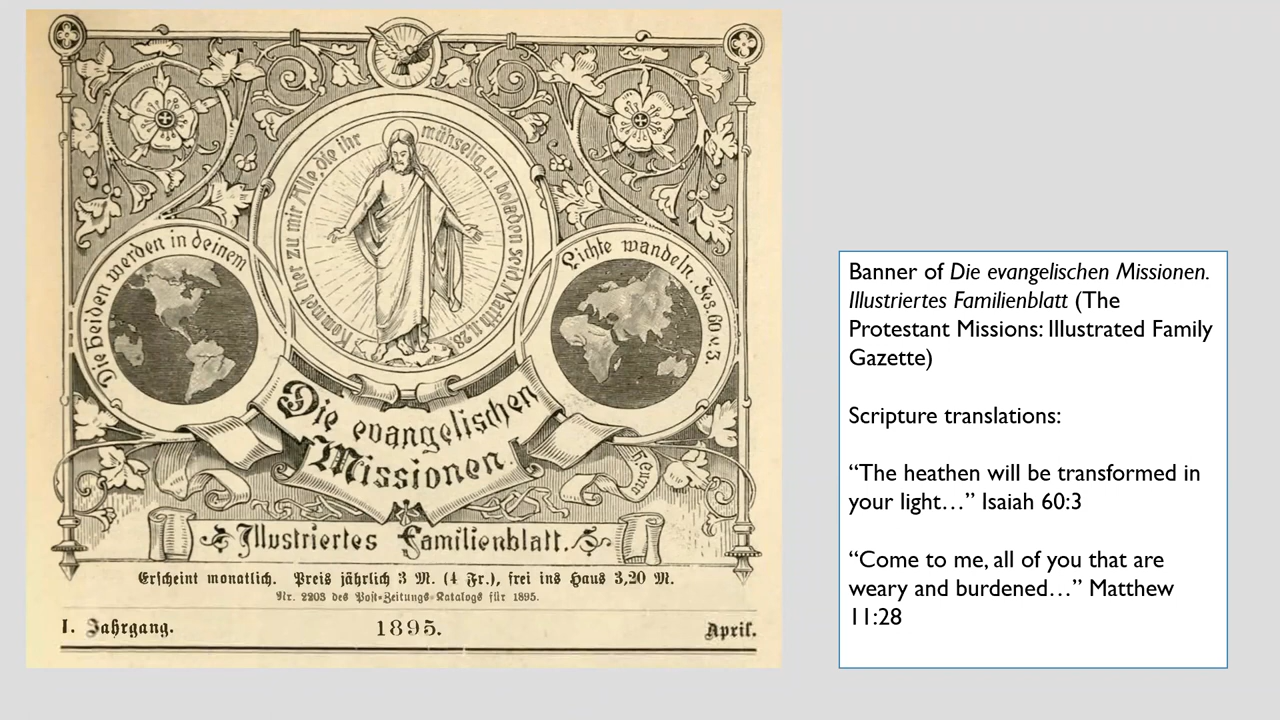 Kommet her zu mir Alle die ihr mühselig u. beladen seid Matth 11.28
Die Heiden werden in deinem
Lichte wandeln. Jes. 60 v. 3.
Die evangelischen
Missionen.
Illustriertes Familienblatt.
Erscheint monatlich. Preis jährlich 3 M. (4 Fr.), frei ins Haus 3,20 M.
Nr. 2203 des Post-Zeitungs-Katalogs für 1895.
I. Jahrgang.
1895.
April.
Banner of Die evangelischen Missionen.
Illustriertes Familienblatt (The
Protestant Missions: Illustrated Family
Gazette)
Scripture translations:
“The heathen will be transformed in
your light…” Isaiah 60:3
“Come to me, all of you that are
weary and burdened…” Matthew
11:28